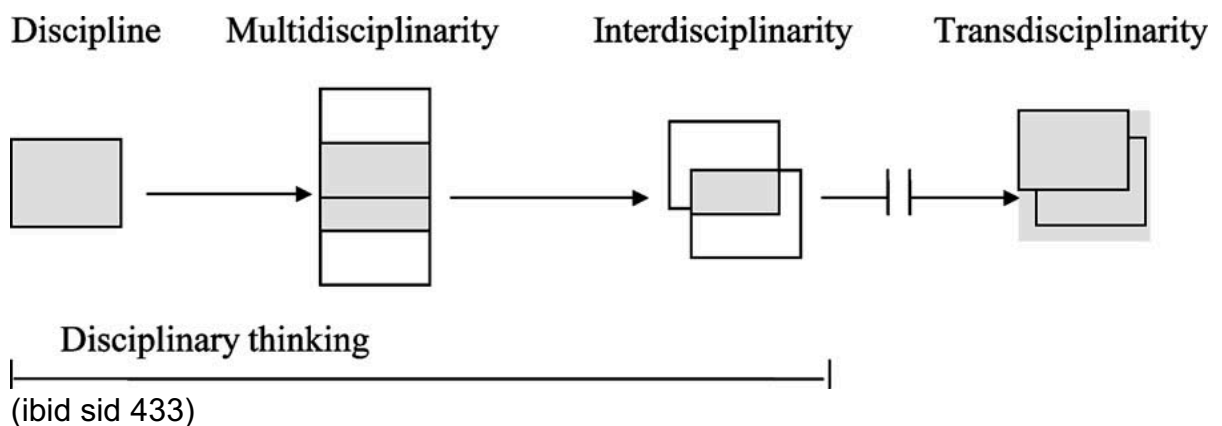 Discipline Multidisciplinarity Interdisciplinarity Transdisciplinarity
Disciplinary thinking
(ibid sid 433)